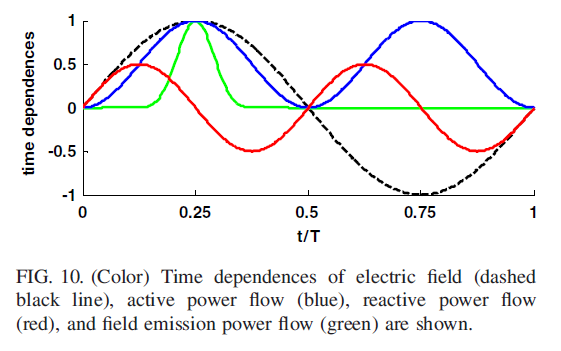 1
0.5
0
-0.5
-1
time dependences
0 0.25 0.5 0.75 1
t/T
FIG. 10. (Color) Time dependences of electric field (dashed
black line), active power flow (blue), reactive power flow
(red), and field emission power flow (green) are shown.